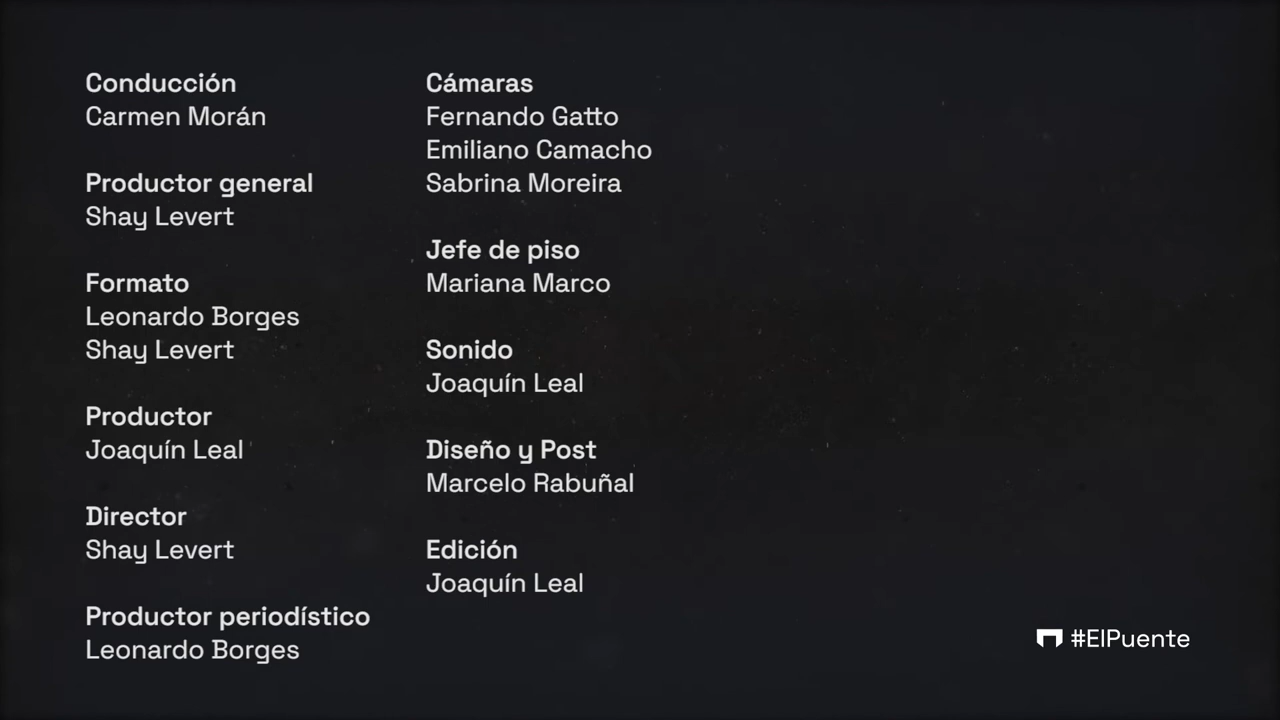 Conducción
Carmen Morán
Productor general
Shay Levert
Formato
Leonardo Borges
Shay Levert
Productor
Joaquín Leal
Director
Shay Levert
Productor periodístico
Leonardo Borges
Cámaras
Fernando Gatto
Emiliano Camacho
Sabrina Moreira
Jefe de piso
Mariana Marco
Sonido
Joaquín Leal
Diseño y Post
Marcelo Rabuñal
Edición
Joaquín Leal
#ElPuente